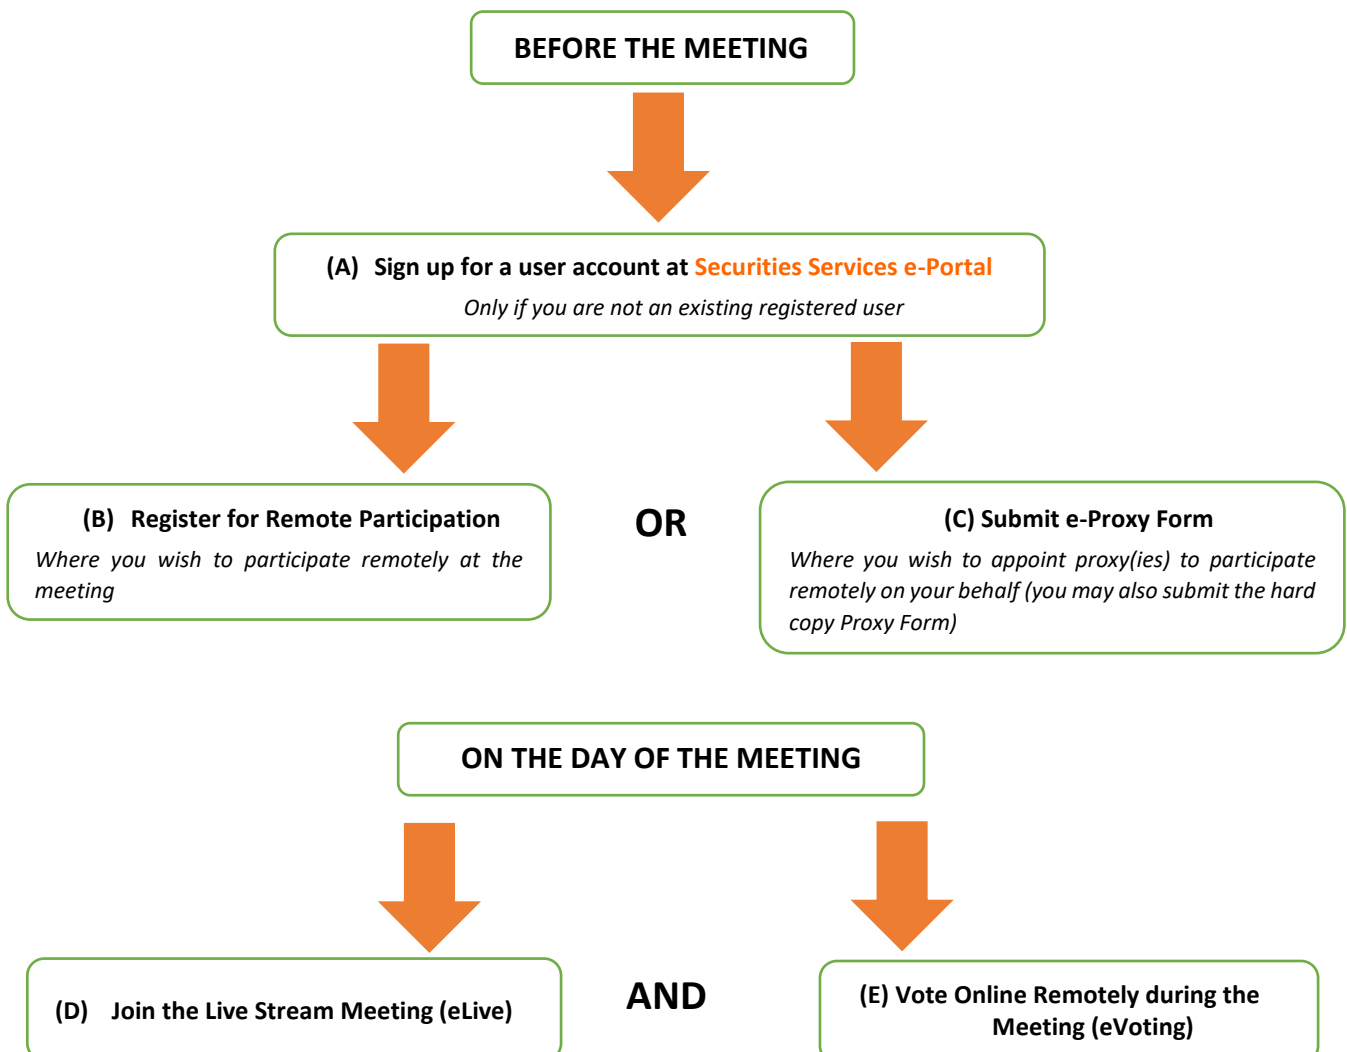 BEFORE THE MEETING
(A) Sign up for a user account at Securities Services e-Portal
Only if you are not an existing registered user
(B) Register for Remote Participation
Where you wish to participate remotely at the
meeting
OR
(C) Submit e-Proxy Form
Where you wish to appoint proxy(ies) to participate
remotely on your behalf (you may also submit the hard
copy Proxy Form)
ON THE DAY OF THE MEETING
(D) Join the Live Stream Meeting (eLive)
AND
(E) Vote Online Remotely during the
Meeting (eVoting)